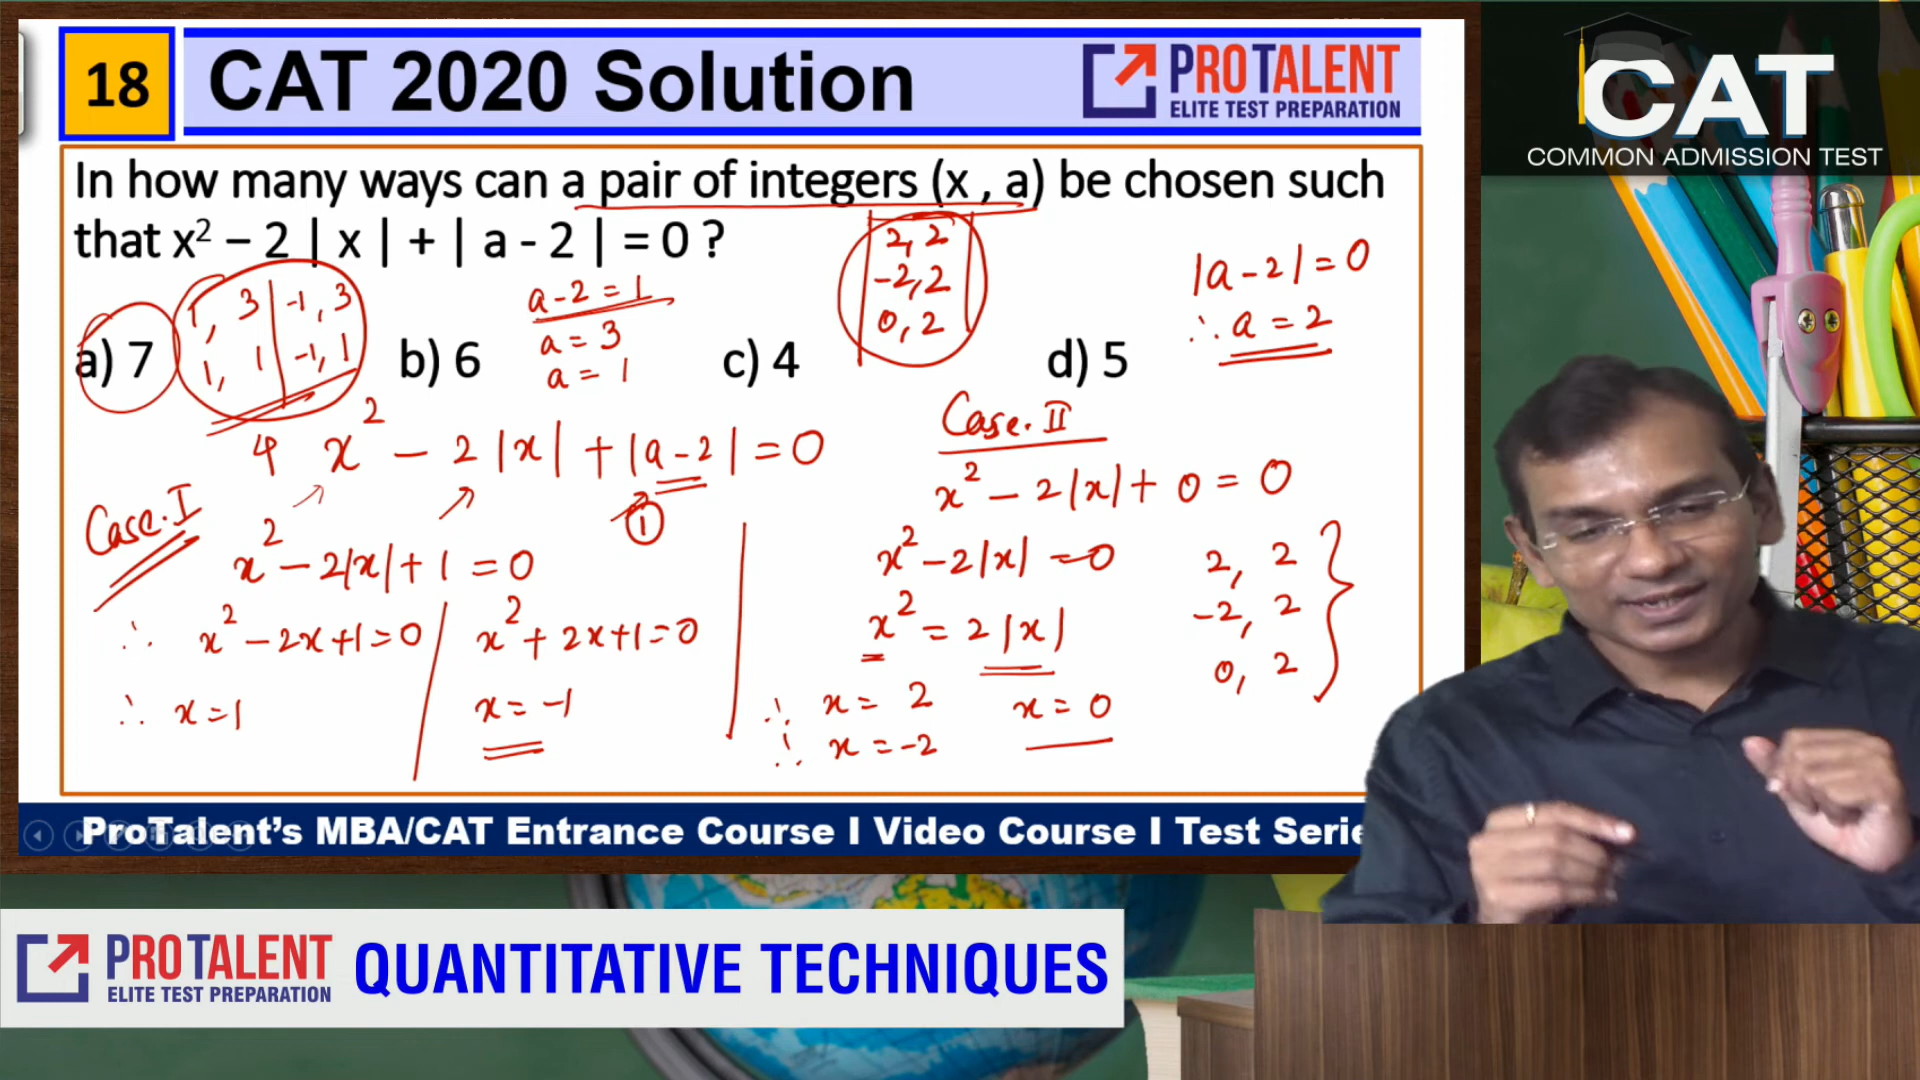 18 CAT 2020 Solution
PROTALENT
ELITE TEST PREPARATION
CAT
COMMON ADMISSION TEST
In how many ways can a pair of integers (x , a) be chosen such
that x² – 2 | x | + | a - 2 | = 0 ?
2, 2
-2, 2
0, 2
|a-2| = 0
∴ a = 2
1, 3 | -1, 3
1, 1 | -1, 1
4
a-2 = 1
a = 3
a = 1
a) 7 b) 6 c) 4 d) 5
x² - 2|x| + |a-2| = 0
1
Case. I
x² - 2|x| + 1 = 0
∴ x² - 2x + 1 = 0
∴ x = 1
x² + 2x + 1 = 0
x = -1
Case. II
x² - 2|x| + 0 = 0
x² - 2|x| = 0
x² = 2|x|
∴ x = 2 x = 0
∴ x = -2
2, 2
-2, 2
0, 2
ProTalent's MBA/CAT Entrance Course I Video Course I Test Serie
PROTALENT
ELITE TEST PREPARATION
QUANTITATIVE TECHNIQUES